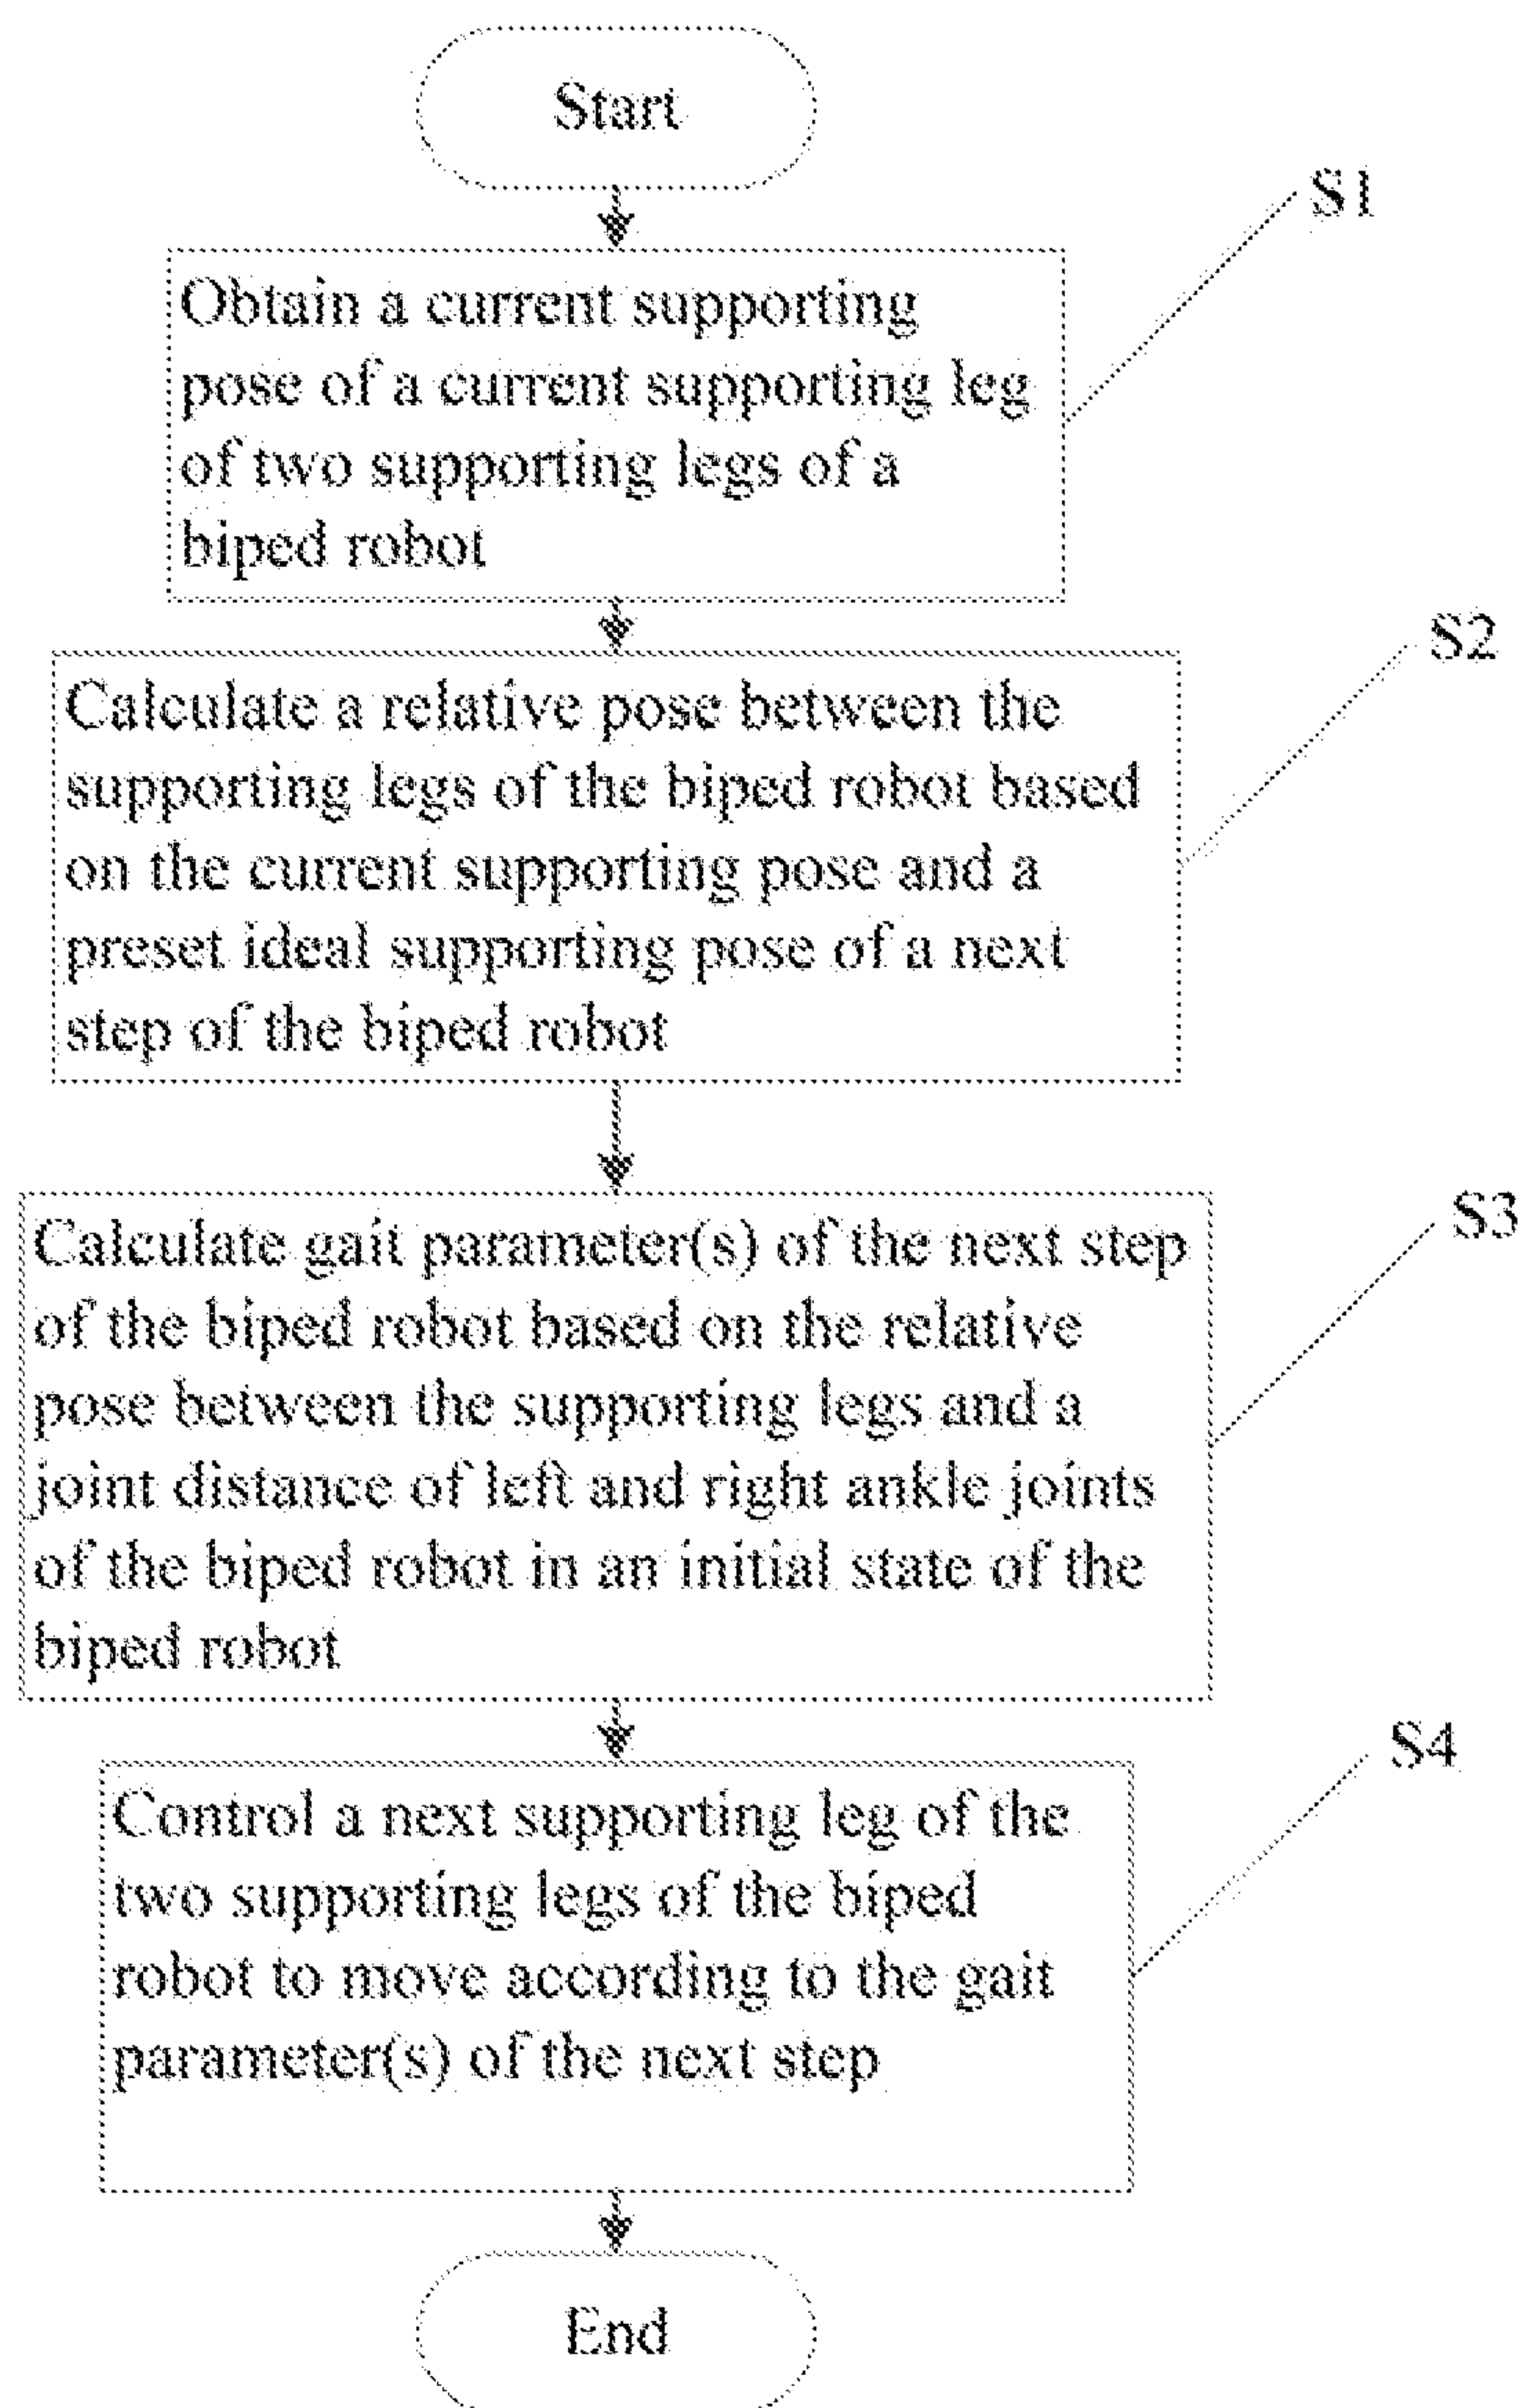 Start
S1
Obtain a current supporting
pose of a current supporting leg
of two supporting legs of a
biped robot
S2
Calculate a relative pose between the
supporting legs of the biped robot based
on the current supporting pose and a
preset ideal supporting pose of a next
step of the biped robot
S3
Calculate gait parameter(s) of the next step
of the biped robot based on the relative
pose between the supporting legs and a
joint distance of left and right ankle joints
of the biped robot in an initial state of the
biped robot
S4
Control a next supporting leg of the
two supporting legs of the biped
robot to move according to the gait
parameter(s) of the next step
End